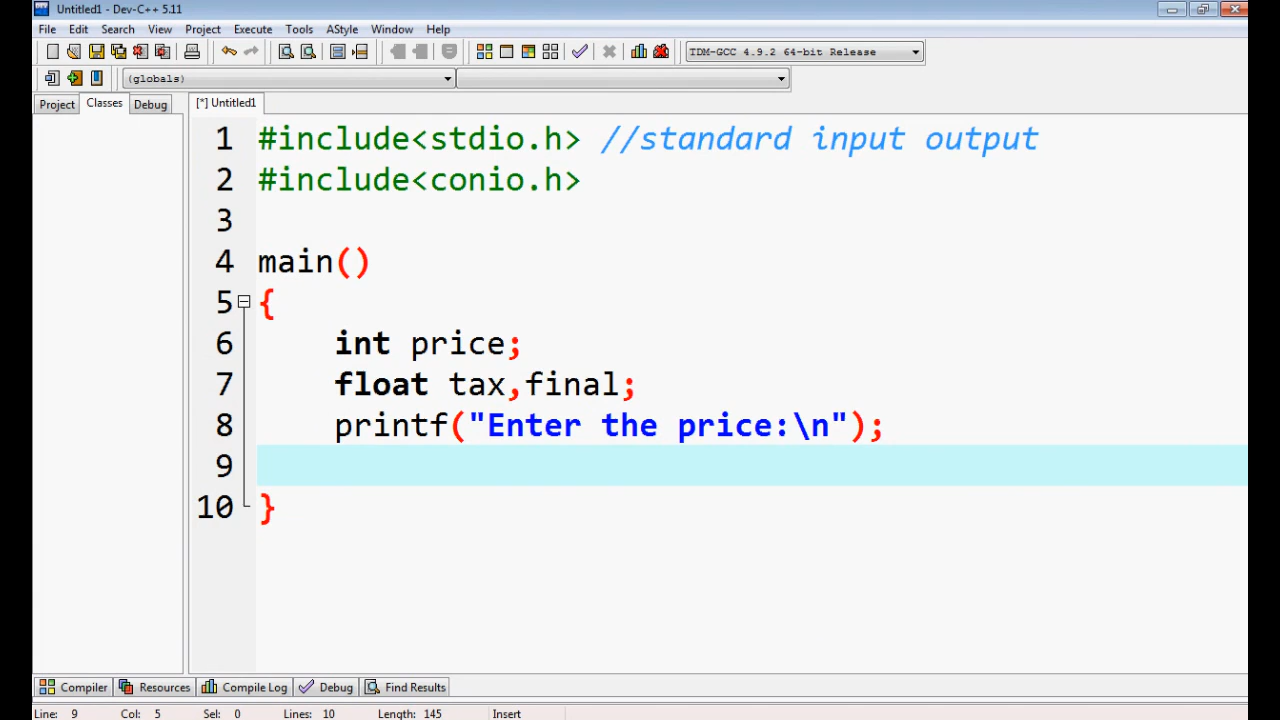 Untitled1 - Dev-C++ 5.11
File Edit Search View Project Execute Tools AStyle Window Help
TDM-GCC 4.9.2 64-bit Release
(globals)
Project Classes Debug [*] Untitled1
1 #include<stdio.h> //standard input output
2 #include<conio.h>
3
4 main()
5 {
6 int price;
7 float tax,final;
8 printf("Enter the price:\n");
9
10 }
Compiler Resources Compile Log Debug Find Results
Line: 9 Col: 5 Sel: 0 Lines: 10 Length: 145 Insert